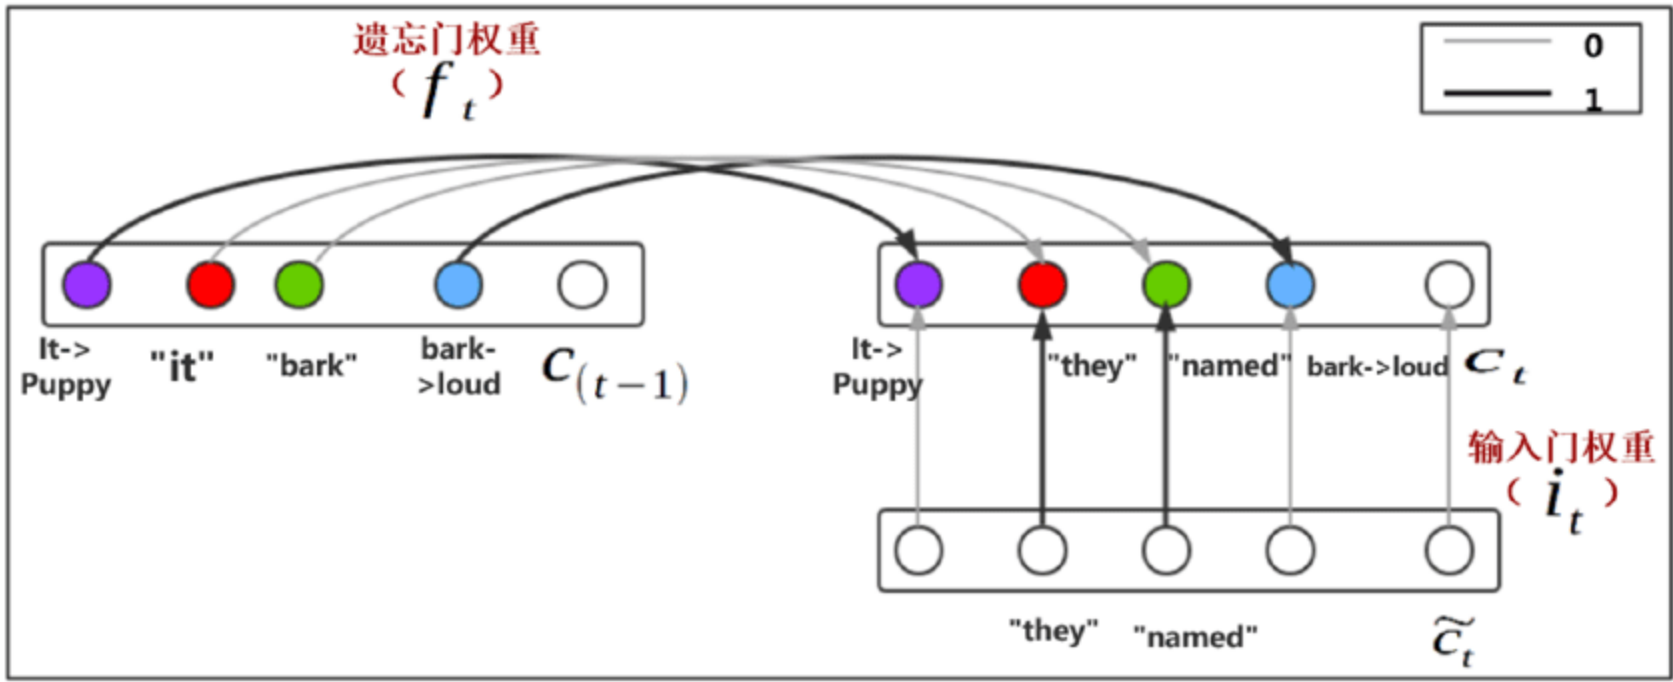 遗忘门权重
( f t )
0
1
It->
Puppy
"it"
"bark"
bark-
>loud
C(t−1)
It->
Puppy
"they"
"named"
bark->loud
C t
输入门权重
( i t )
"they"
"named"
c̃t